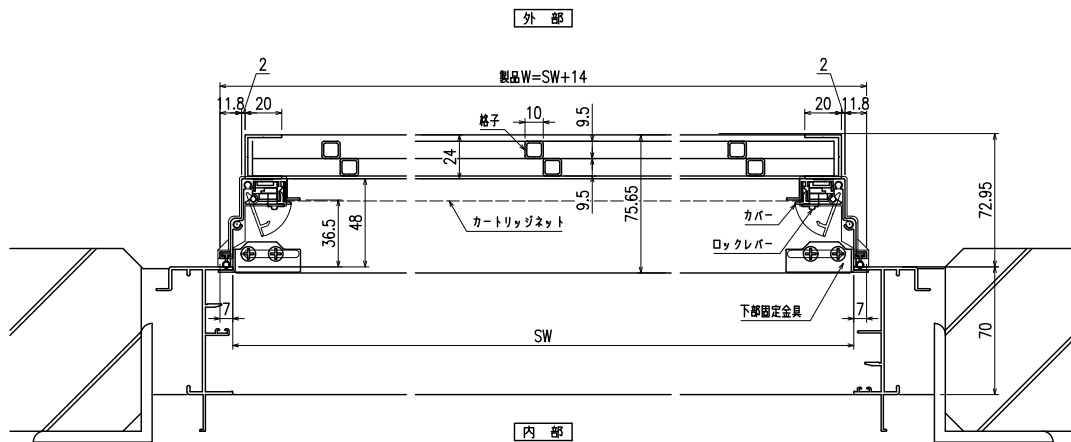 外 部
2
製品W=SW+14
2
11.8
20
格子
10
9.5
20
11.8
24
9.5
75.65
72.95
36.5
48
カートリッジネット
カバー
ロックレバー
下部固定金具
7
7
SW
70
内 部